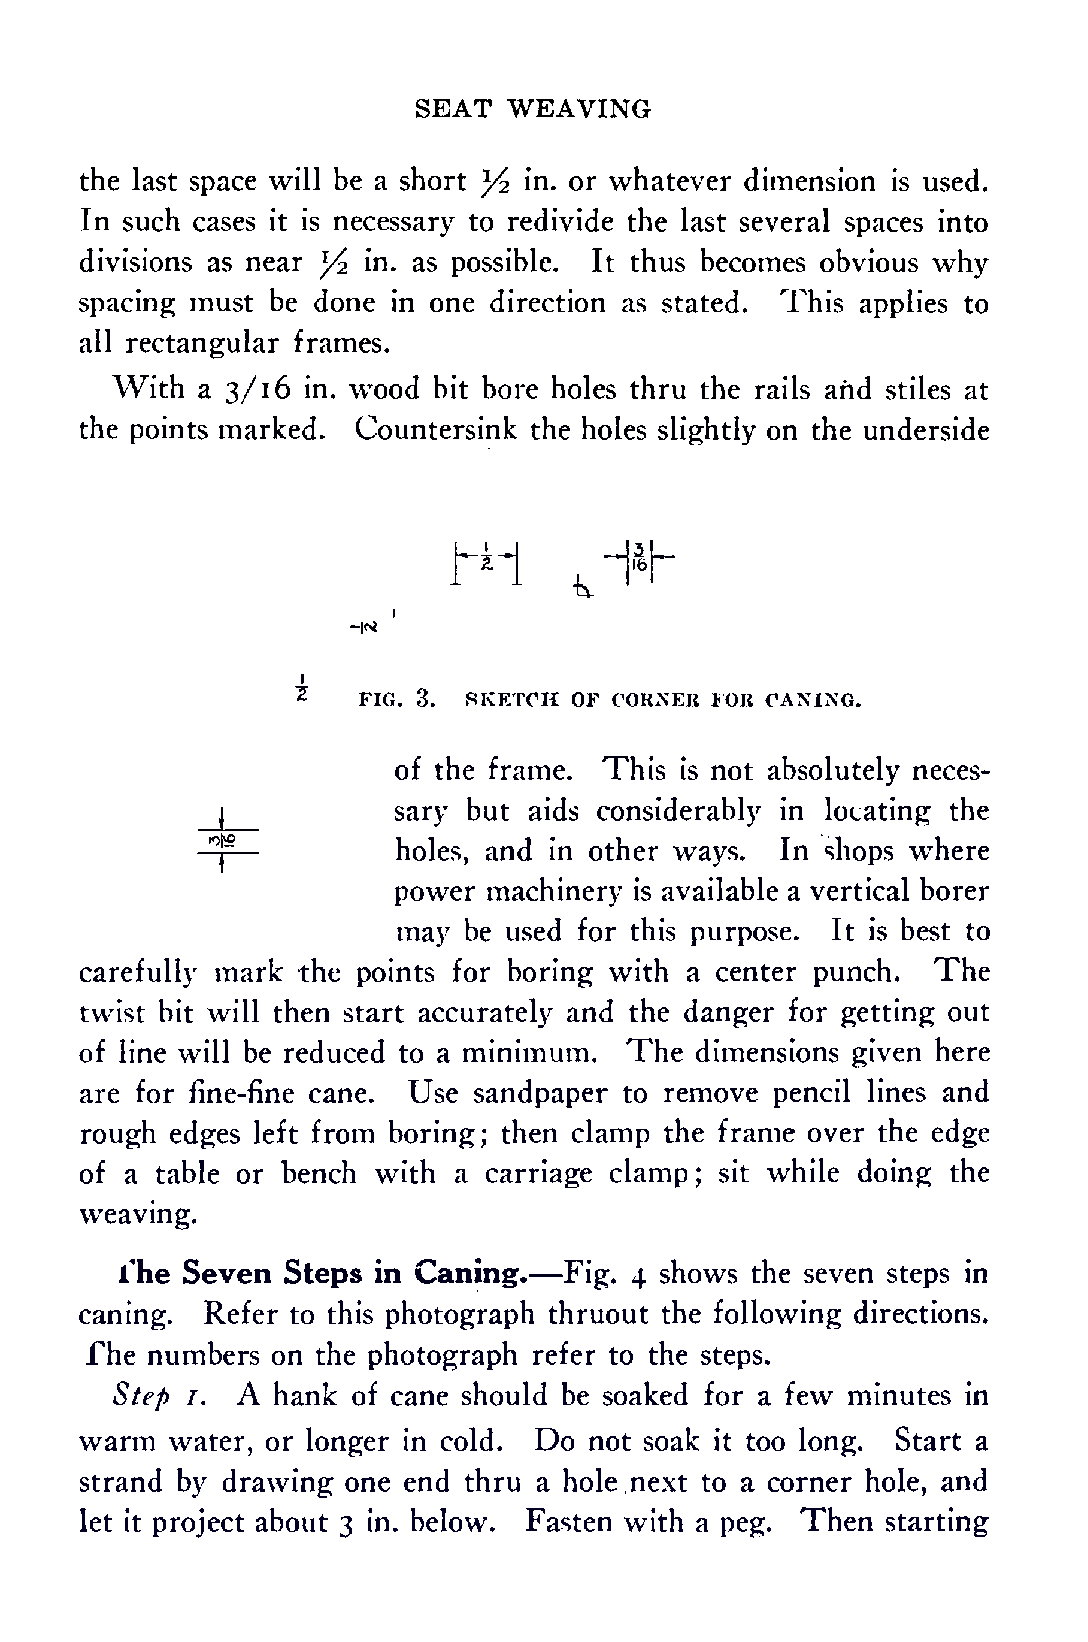 SEAT WEAVING
the last space will be a short ½ in. or whatever dimension is used.
In such cases it is necessary to redivide the last several spaces into
divisions as near ½ in. as possible. It thus becomes obvious why
spacing must be done in one direction as stated. This applies to
all rectangular frames.
With a 3/16 in. wood bit bore holes thru the rails and stiles at
the points marked. Countersink the holes slightly on the underside
1/2 3/16
1/2
1/2
FIG. 3. SKETCH OF CORNER FOR CANING.
of the frame. This is not absolutely neces-
sary but aids considerably in locating the
3/16
holes, and in other ways. In shops where
power machinery is available a vertical borer
may be used for this purpose. It is best to
carefully mark the points for boring with a center punch. The
twist bit will then start accurately and the danger for getting out
of line will be reduced to a minimum. The dimensions given here
are for fine-fine cane. Use sandpaper to remove pencil lines and
rough edges left from boring; then clamp the frame over the edge
of a table or bench with a carriage clamp; sit while doing the
weaving.
The Seven Steps in Caning.—Fig. 4 shows the seven steps in
caning. Refer to this photograph thruout the following directions.
The numbers on the photograph refer to the steps.
Step 1. A hank of cane should be soaked for a few minutes in
warm water, or longer in cold. Do not soak it too long. Start a
strand by drawing one end thru a hole next to a corner hole, and
let it project about 3 in. below. Fasten with a peg. Then starting